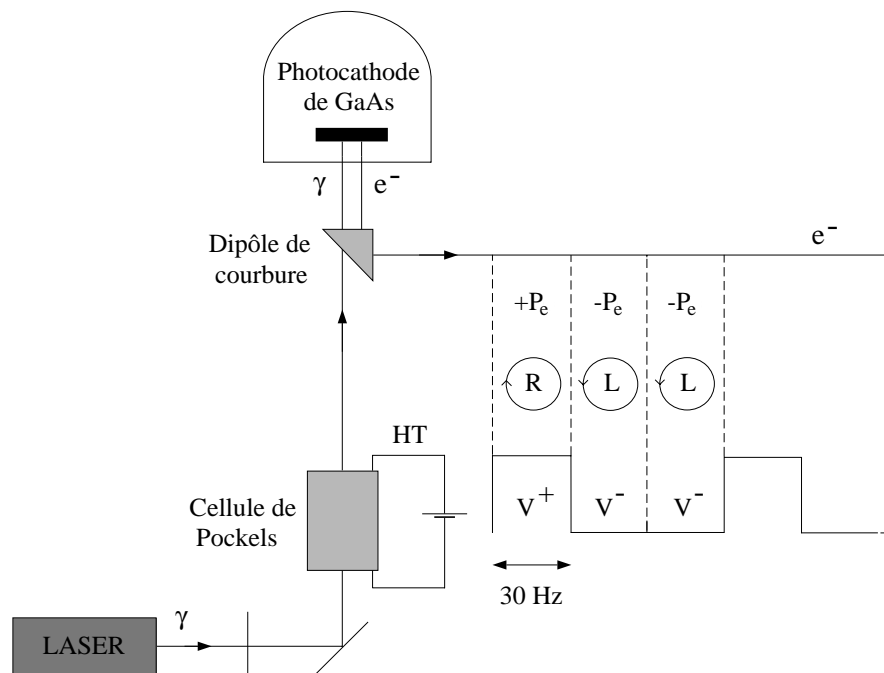 Photocathode
de GaAs
γ
e⁻
Dipôle de
courbure
e⁻
+Pₑ
-Pₑ
-Pₑ
R
L
L
HT
Cellule de
Pockels
V⁺
V⁻
V⁻
30 Hz
γ
LASER